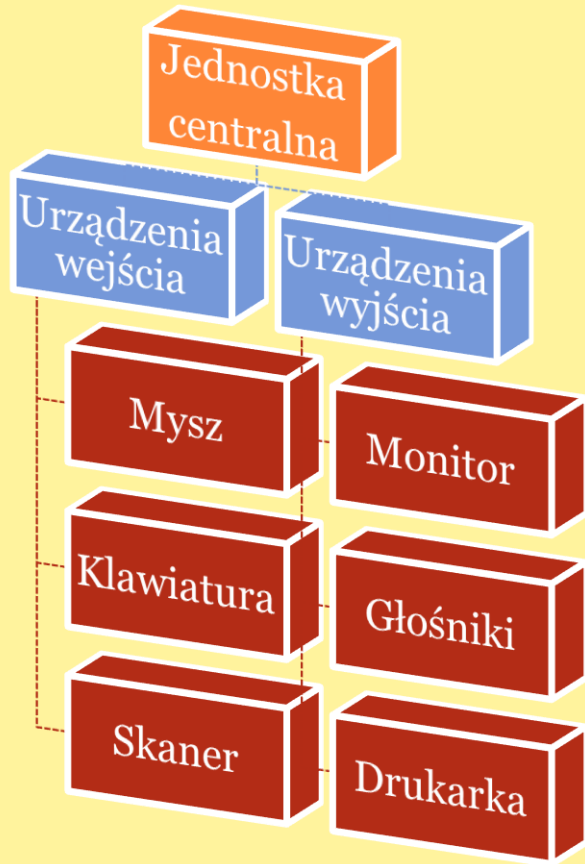 Jednostka
centralna
Urządzenia
wejścia
Urządzenia
wyjścia
Mysz
Monitor
Klawiatura
Głośniki
Skaner
Drukarka